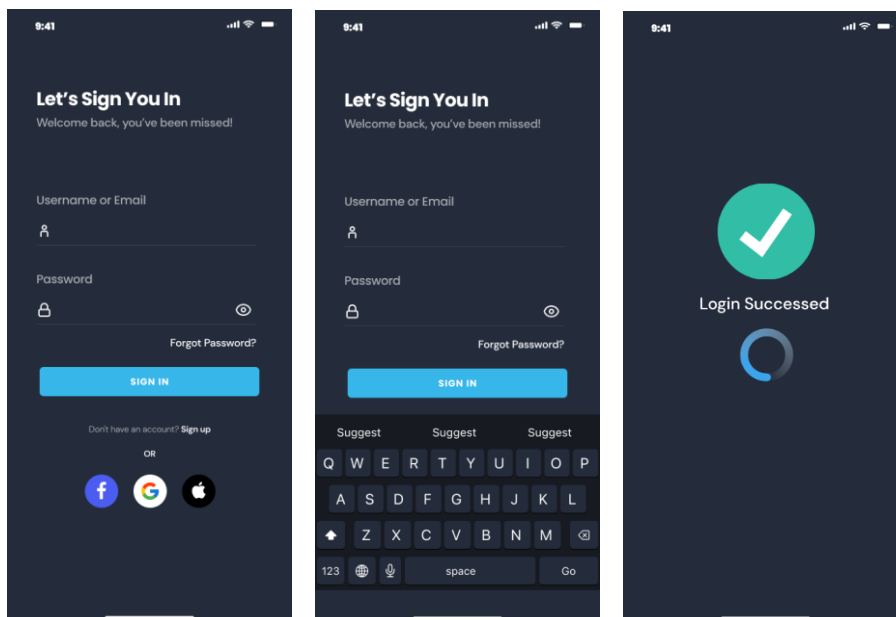 9:41
Let's Sign You In
Welcome back, you've been missed!
Username or Email
Password
Forgot Password?
SIGN IN
Don't have an account? Sign up
OR
f
G
9:41
Let's Sign You In
Welcome back, you've been missed!
Username or Email
Password
Forgot Password?
SIGN IN
Suggest Suggest Suggest
Q W E R T Y U I O P
A S D F G H J K L
Z X C V B N M
123 space Go
9:41
Login Successed